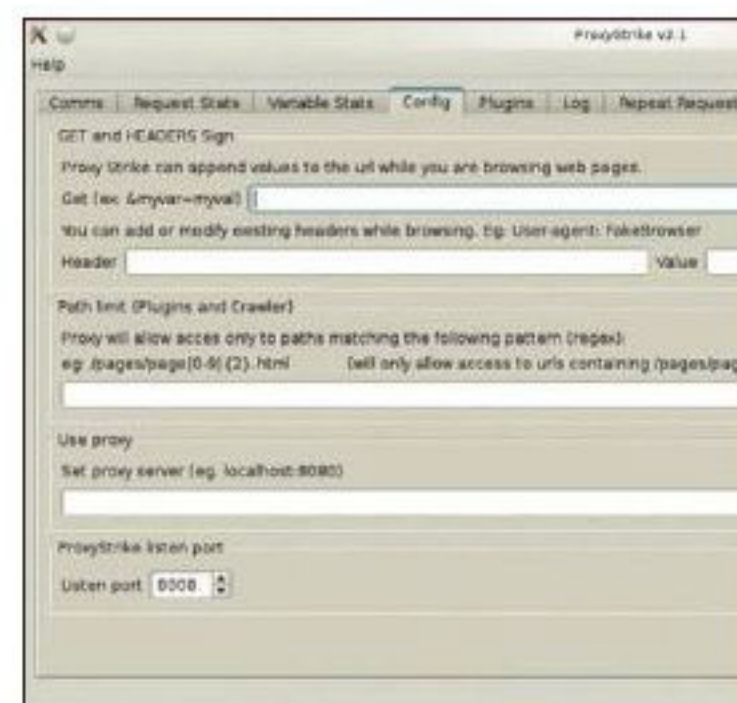 ProxyStrike v2.1
Help
Comms Request Stats Variable Stats Config Plugins Log Repeat Request
GET and HEADERS Sign
Proxy Strike can append values to the url while you are browsing web pages.
Get (ex: &myvar=myval)
You can add or modify existing headers while browsing. Eg: User-agent: FakeBrowser
Header Value
Path limit (Plugins and Crawler)
Proxy will allow acces only to paths matching the following pattern (regex):
eg: /pages/page[0-9]{2}.html (will only allow access to urls containing /pages/pag
Use proxy
Set proxy server (eg. localhost:8080)
ProxyStrike listen port
Listen port 8008